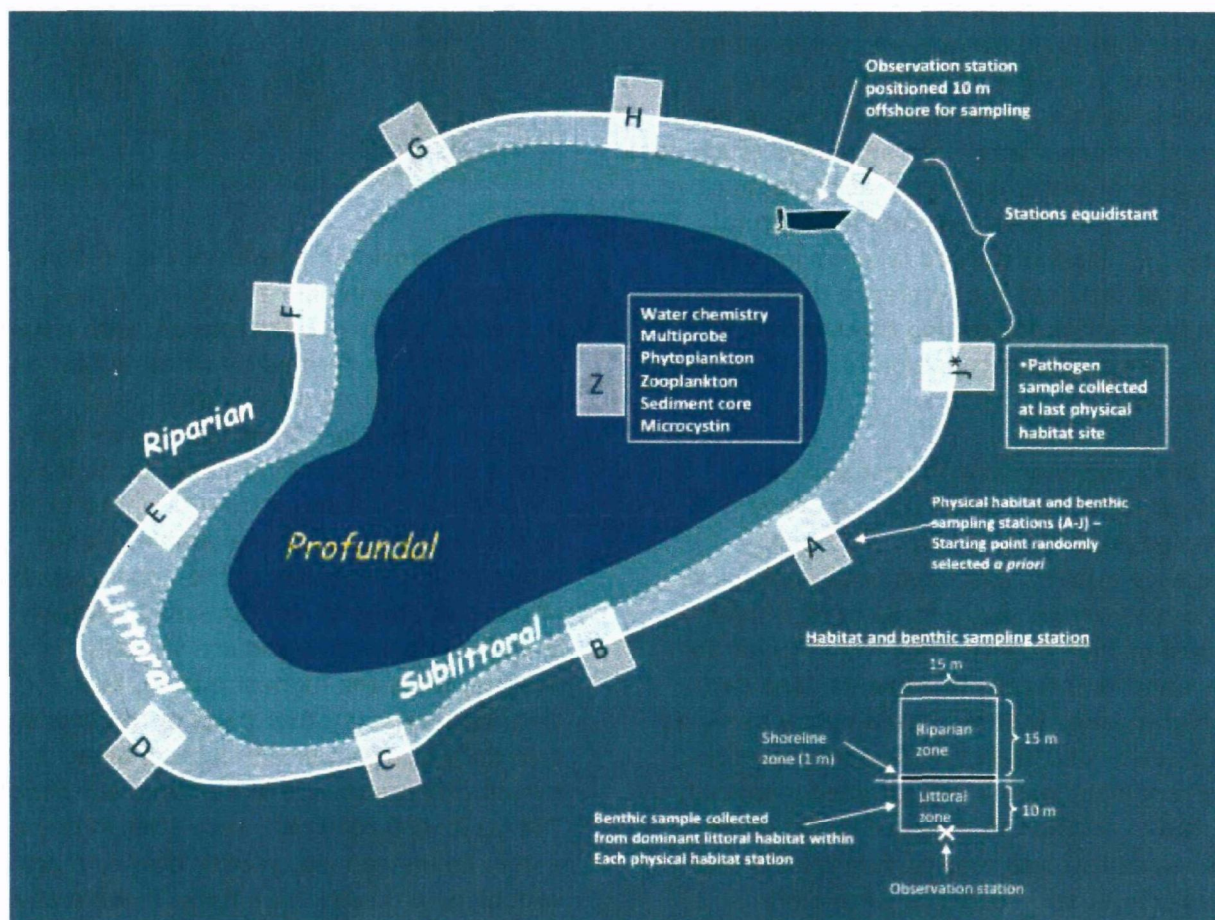 Observation station
positioned 10 m
offshore for sampling
H
G
I
Stations equidistant
F
Water chemistry
Multiprobe
Phytoplankton
Zooplankton
Sediment core
Microcystin
Z
J*
•Pathogen
sample collected
at last physical
habitat site
Riparian
E
Profundal
A
Physical habitat and benthic
sampling stations (A-J) –
Starting point randomly
selected a priori
Littoral
Sublittoral
B
D
C
Habitat and benthic sampling station
15 m
Riparian
zone
15 m
Shoreline
zone (1 m)
Littoral
zone
10 m
Benthic sample collected
from dominant littoral habitat within
Each physical habitat station
Observation station